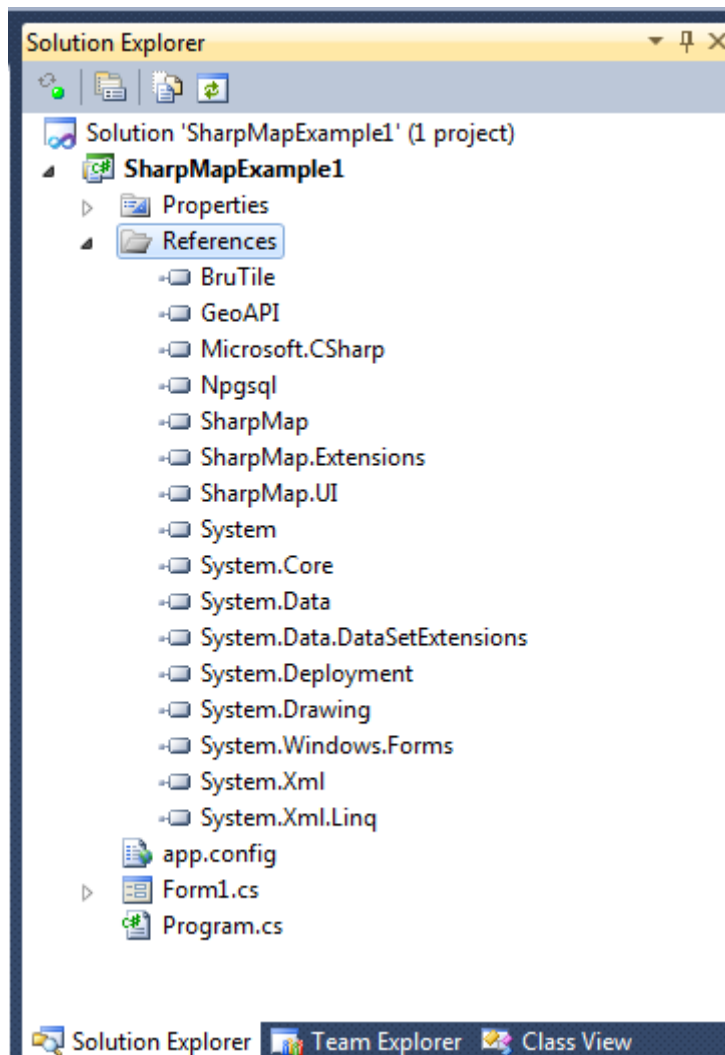 Solution Explorer
Solution 'SharpMapExample1' (1 project)
SharpMapExample1
Properties
References
BruTile
GeoAPI
Microsoft.CSharp
Npgsql
SharpMap
SharpMap.Extensions
SharpMap.UI
System
System.Core
System.Data
System.Data.DataSetExtensions
System.Deployment
System.Drawing
System.Windows.Forms
System.Xml
System.Xml.Linq
app.config
Form1.cs
Program.cs
Solution Explorer Team Explorer Class View